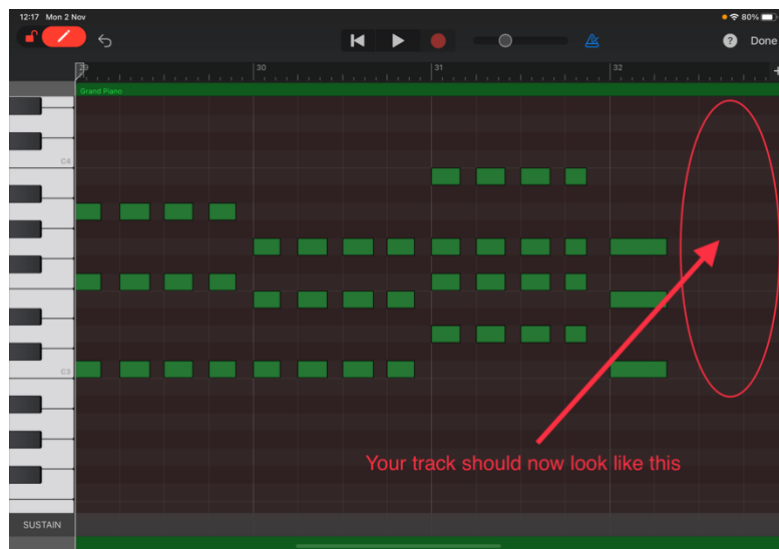 12:17 Mon 2 Nov
80%
? Done
29 30 31 32
Grand Piano
C4
C3
Your track should now look like this
SUSTAIN